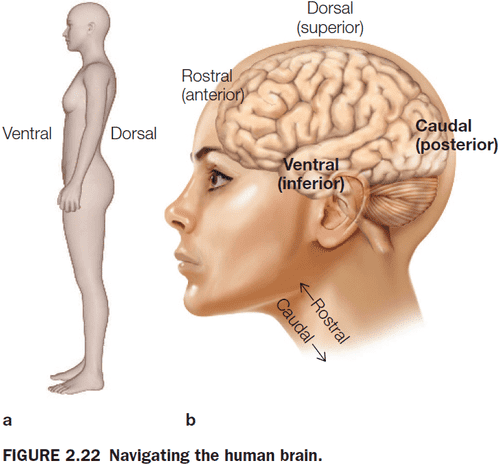 Dorsal
(superior)
Rostral
(anterior)
Ventral
Dorsal
Caudal
(posterior)
Ventral
(inferior)
Rostral
Caudal
a
b
FIGURE 2.22 Navigating the human brain.